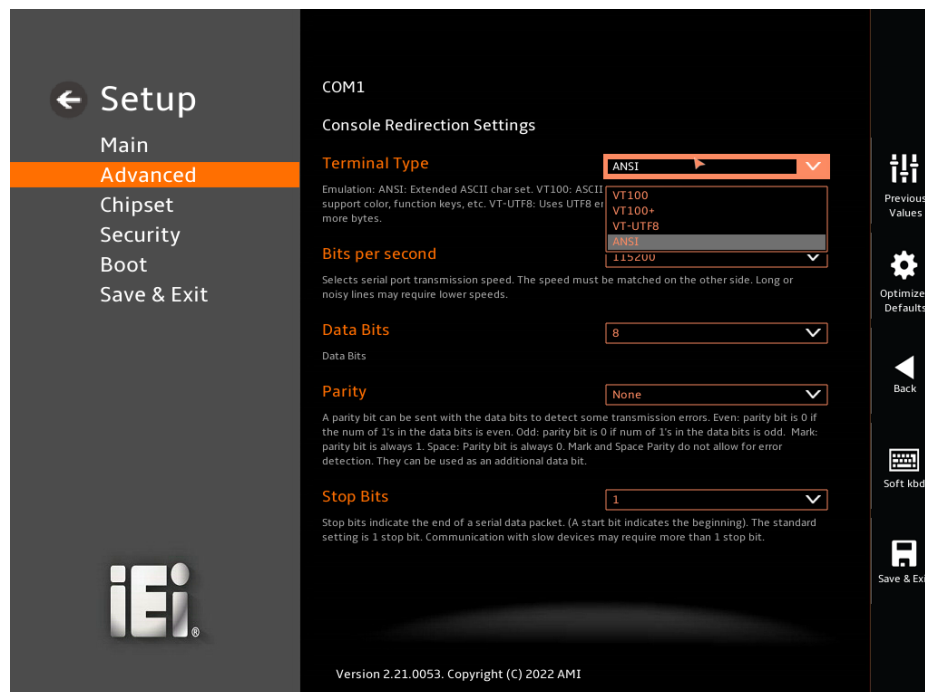 Setup
Main
Advanced
Chipset
Security
Boot
Save & Exit
iEi
®
COM1
Console Redirection Settings
Terminal Type
ANSI
Emulation: ANSI: Extended ASCII char set. VT100: ASCII
support color, function keys, etc. VT-UTF8: Uses UTF8 er
more bytes.
VT100
VT100+
VT-UTF8
ANSI
Bits per second
115200
Selects serial port transmission speed. The speed must be matched on the other side. Long or
noisy lines may require lower speeds.
Data Bits
8
Data Bits
Parity
None
A parity bit can be sent with the data bits to detect some transmission errors. Even: parity bit is 0 if
the num of 1's in the data bits is even. Odd: parity bit is 0 if num of 1's in the data bits is odd. Mark:
parity bit is always 1. Space: Parity bit is always 0. Mark and Space Parity do not allow for error
detection. They can be used as an additional data bit.
Stop Bits
1
Stop bits indicate the end of a serial data packet. (A start bit indicates the beginning). The standard
setting is 1 stop bit. Communication with slow devices may require more than 1 stop bit.
Version 2.21.0053. Copyright (C) 2022 AMI
Previous
Values
Optimize
Defaults
Back
Soft kbd
Save & Exi